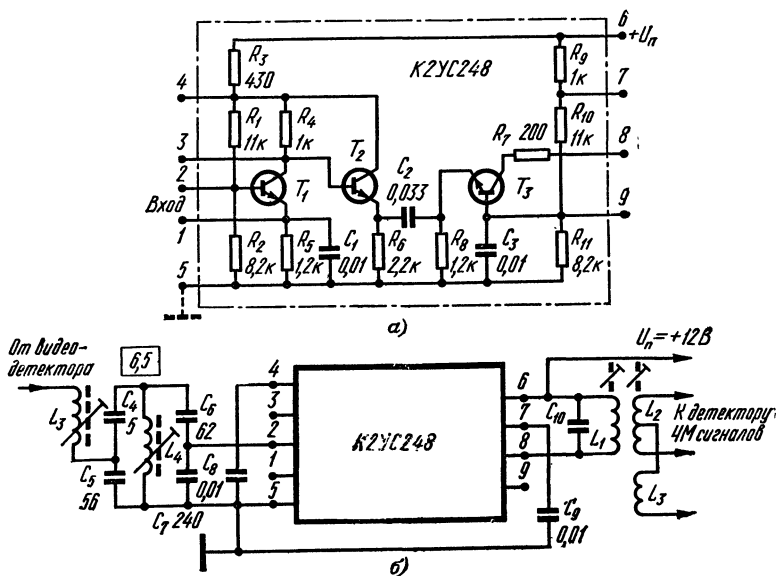 6
+Uп
К2УС248
R3
430
R9
1к
4
7
R1
11к
R4
1к
R10
11к
R7 200
8
3
T2
2
C2
0,033
T1
T3
Вход
9
1
R2
8,2к
R5
1,2к
C1
0,01
R6
2,2к
R8
1,2к
C3
0,01
R11
8,2к
5
а)
От видео-
детектора
6,5
Uп=+12В
4
6
L3
C4
5
C6
62
3
7
C10
L1
L2
К детектору
ЧМ сигналов
2
К2УС248
8
L4
C5
56
C8
0,01
1
9
L3
5
C7 240
C9
0,01
б)